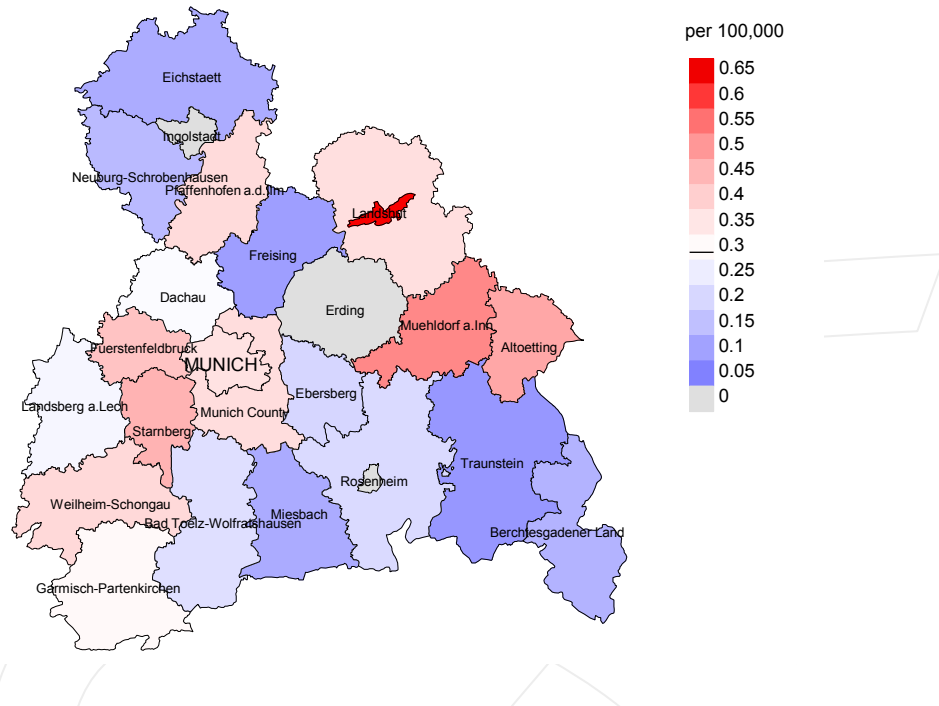 per 100,000
0.65
0.6
0.55
0.5
0.45
0.4
0.35
0.3
0.25
0.2
0.15
0.1
0.05
0
Eichstaett
Ingolstadt
Neuburg-Schrobenhausen
Pfaffenhofen a.d.Ilm
Landshut
Freising
Dachau
Erding
Muehldorf a.Inn
Altoetting
Fuerstenfeldbruck
MUNICH
Ebersberg
Landsberg a.Lech
Munich County
Starnberg
Traunstein
Rosenheim
Weilheim-Schongau
Miesbach
Bad Toelz-Wolfratshausen
Berchtesgadener Land
Garmisch-Partenkirchen